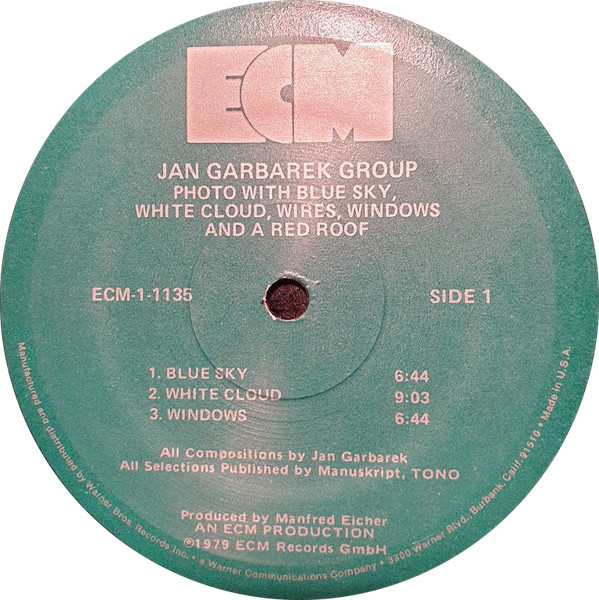 ECM
JAN GARBAREK GROUP
PHOTO WITH BLUE SKY,
WHITE CLOUD, WIRES, WINDOWS
AND A RED ROOF
ECM-1-1135 SIDE 1
1. BLUE SKY 6:44
2. WHITE CLOUD 9:03
3. WINDOWS 6:44
All Compositions by Jan Garbarek
All Selections Published by Manuskript, TONO
Produced by Manfred Eicher
AN ECM PRODUCTION
℗1979 ECM Records GmbH
Manufactured and distributed by Warner Bros. Records Inc. • a Warner Communications Company • 3300 Warner Blvd., Burbank, Calif. 91510 • Made in U.S.A.